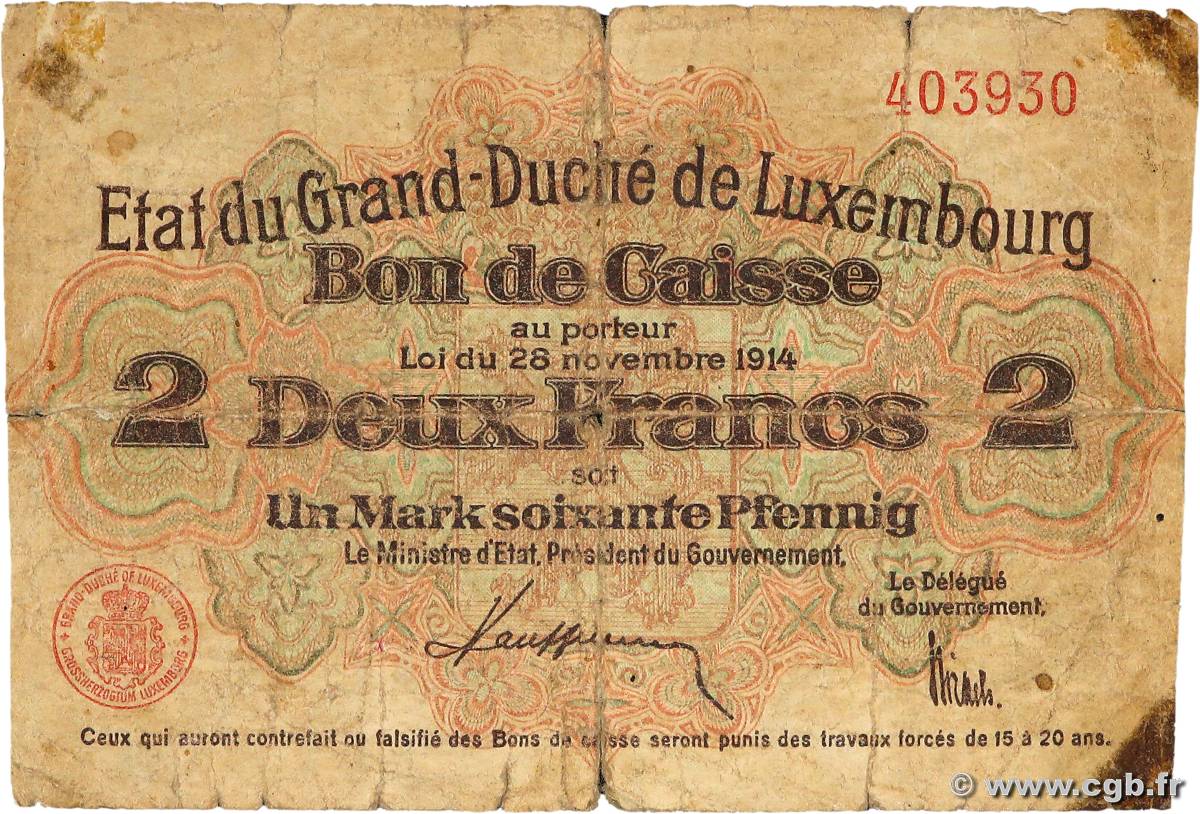 403930
Etat du Grand-Duché de Luxembourg
Bon de Caisse
au porteur
Loi du 28 novembre 1914
2 Deux Francs 2
soit
Un Mark soixante Pfennig
Le Ministre d'Etat, Président du Gouvernement,
Le Délégué
du Gouvernement,
GRAND-DUCHÉ DE LUXEMBOURG
GROSSHERZOGTUM LUXEMBURG
Ceux qui auront contrefait ou falsifié des Bons de caisse seront punis des travaux forcés de 15 à 20 ans.
© www.cgb.fr